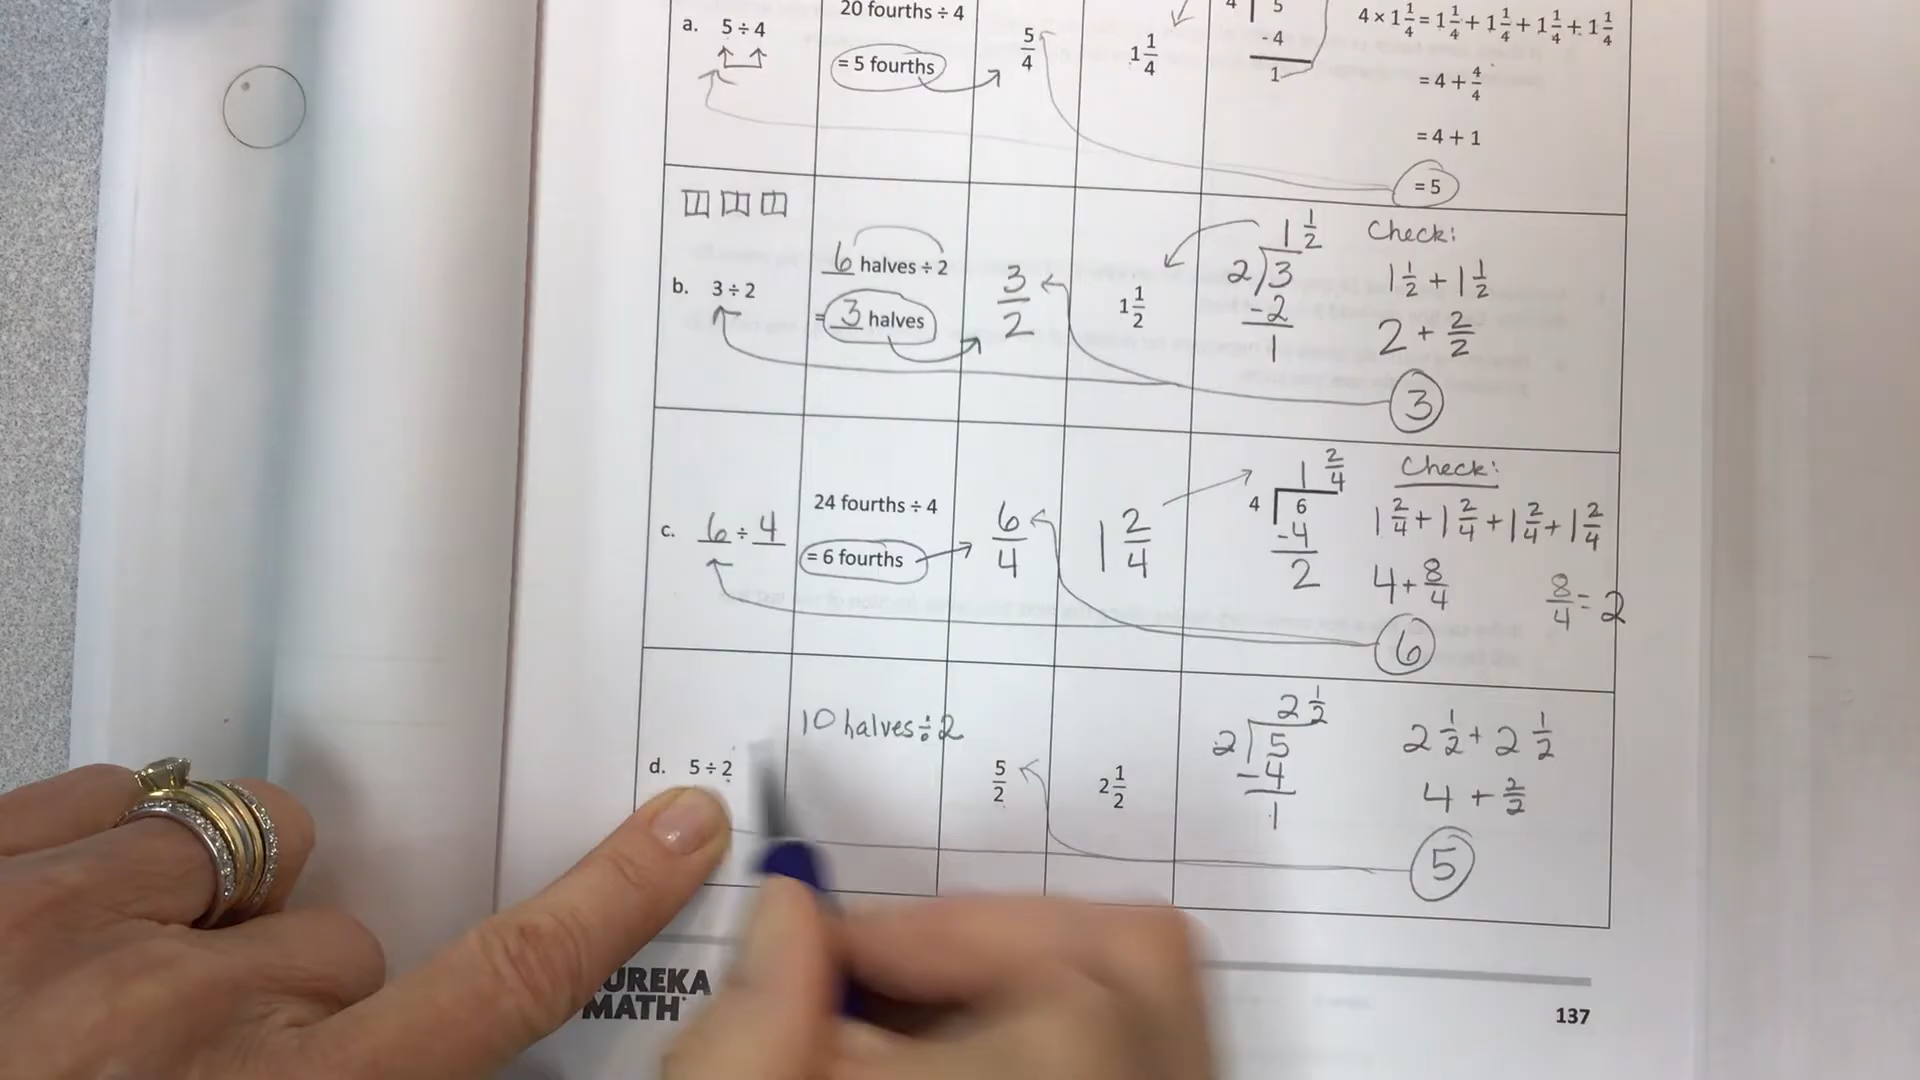 a. 5 ÷ 4
20 fourths ÷ 4
= 5 fourths
5/4
1 1/4
4 5
-4
1
4 × 1 1/4 = 1 1/4 + 1 1/4 + 1 1/4 + 1 1/4
= 4 + 4/4
= 4 + 1
= 5
b. 3 ÷ 2
6 halves ÷ 2
= 3 halves
3/2
1 1/2
1 1/2
2 3
-2
1
Check:
1 1/2 + 1 1/2
2 + 2/2
3
c. 6 ÷ 4
24 fourths ÷ 4
= 6 fourths
6/4
1 2/4
1 2/4
4 6
-4
2
Check:
1 2/4 + 1 2/4 + 1 2/4 + 1 2/4
4 + 8/4
8/4 = 2
6
d. 5 ÷ 2
10 halves ÷ 2
5/2
2 1/2
2 1/2
2 5
-4
1
2 1/2 + 2 1/2
4 + 2/2
5
UREKA
MATH
137